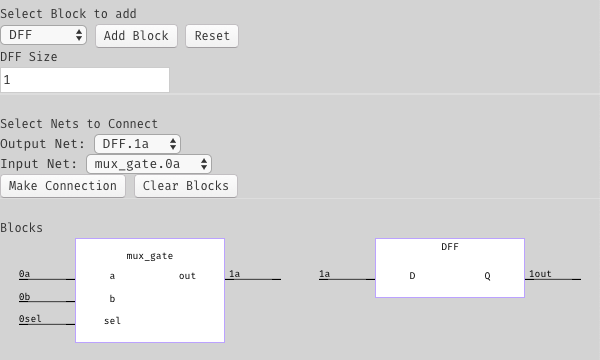 Select Block to add
DFF Add Block Reset
DFF Size
1
Select Nets to Connect
Output Net: DFF.1a
Input Net: mux_gate.0a
Make Connection Clear Blocks
Blocks
mux_gate DFF
0a a out 1a 1a D Q 1out
0b b
0sel sel